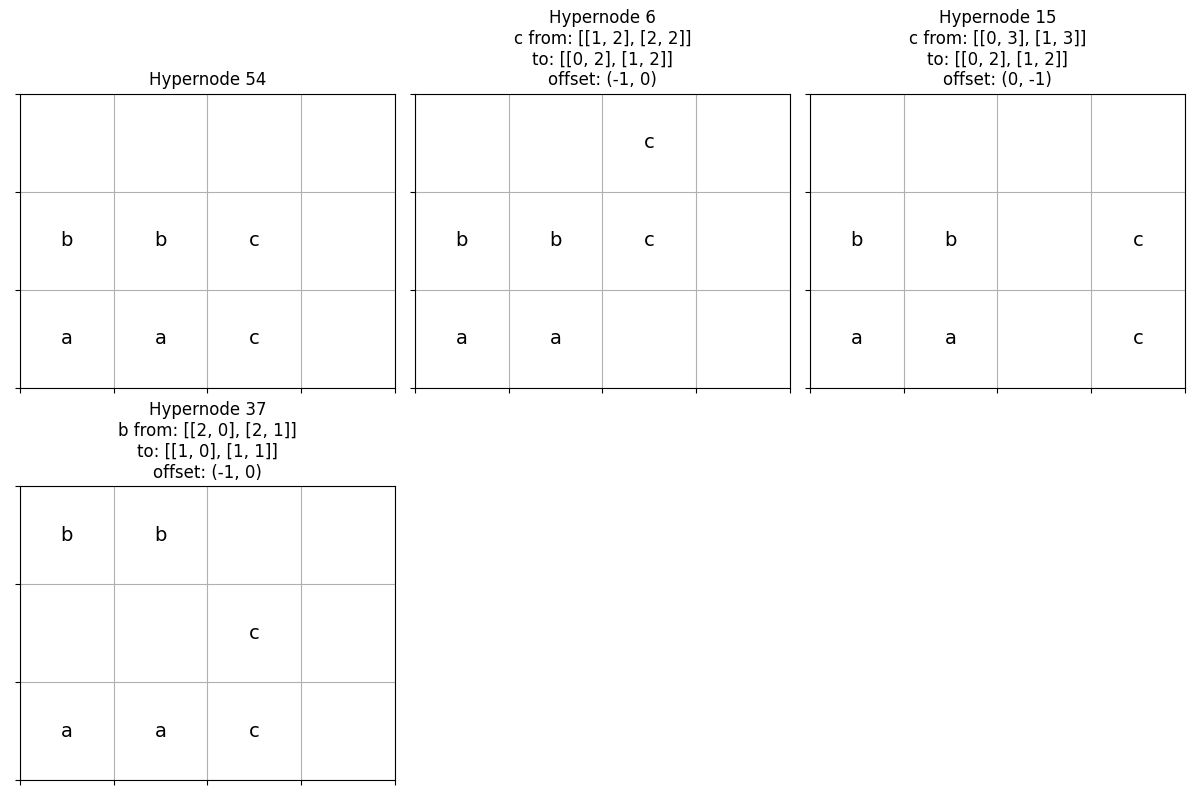 Hypernode 54
b b c
a a c
Hypernode 6
c from: [[1, 2], [2, 2]]
to: [[0, 2], [1, 2]]
offset: (-1, 0)
c
b b c
a a
Hypernode 15
c from: [[0, 3], [1, 3]]
to: [[0, 2], [1, 2]]
offset: (0, -1)
b b c
a a c
Hypernode 37
b from: [[2, 0], [2, 1]]
to: [[1, 0], [1, 1]]
offset: (-1, 0)
b b
c
a a c